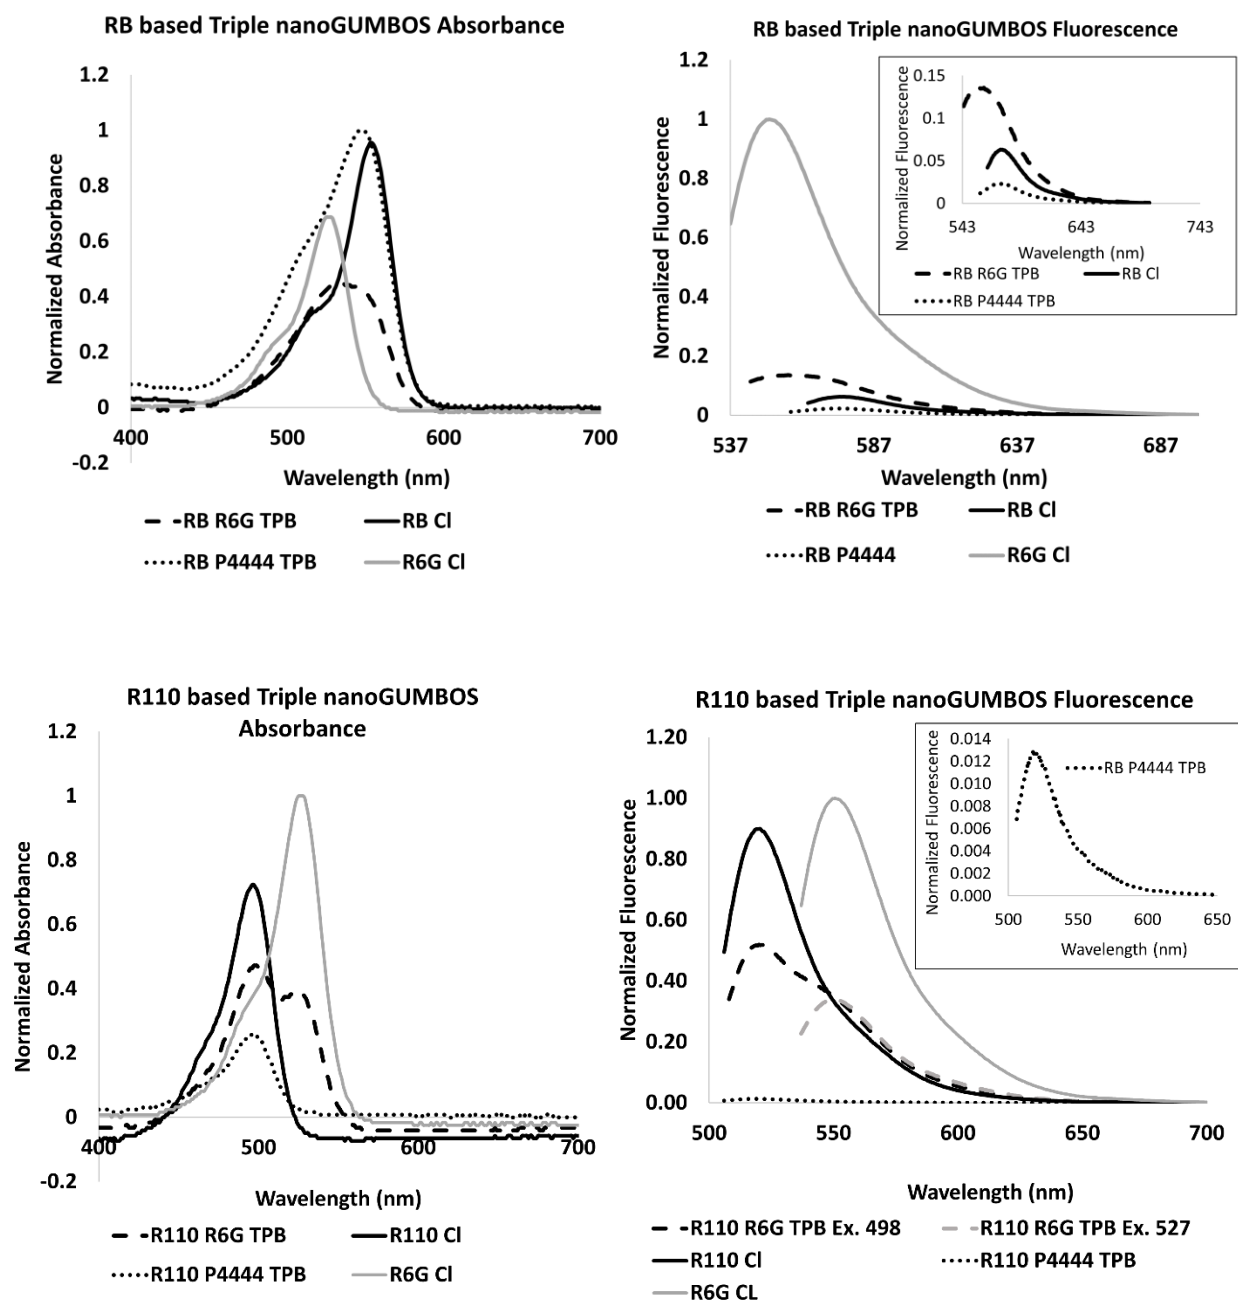 RB based Triple nanoGUMBOS Absorbance
1.2
1
0.8
0.6
0.4
0.2
0
-0.2
400
500
600
700
Normalized Absorbance
Wavelength (nm)
RB R6G TPB
RB Cl
RB P4444 TPB
R6G Cl
RB based Triple nanoGUMBOS Fluorescence
1.2
1
0.8
0.6
0.4
0.2
0
537
587
637
687
Normalized Fluorescence
Wavelength (nm)
0.15
0.1
0.05
0
543
643
743
Normalized Fluorescence
Wavelength (nm)
RB R6G TPB
RB Cl
RB P4444 TPB
RB R6G TPB
RB Cl
RB P4444
R6G Cl
R110 based Triple nanoGUMBOS
Absorbance
1.2
1
0.8
0.6
0.4
0.2
0
-0.2
400
500
600
700
Normalized Absorbance
Wavelength (nm)
R110 R6G TPB
R110 Cl
R110 P4444 TPB
R6G Cl
R110 based Triple nanoGUMBOS Fluorescence
1.20
1.00
0.80
0.60
0.40
0.20
0.00
500
550
600
650
700
Normalized Fluorescence
Wavelength (nm)
0.014
0.012
0.010
0.008
0.006
0.004
0.002
0.000
500
550
600
650
Normalized Fluorescence
Wavelength (nm)
RB P4444 TPB
R110 R6G TPB Ex. 498
R110 R6G TPB Ex. 527
R110 Cl
R110 P4444 TPB
R6G CL